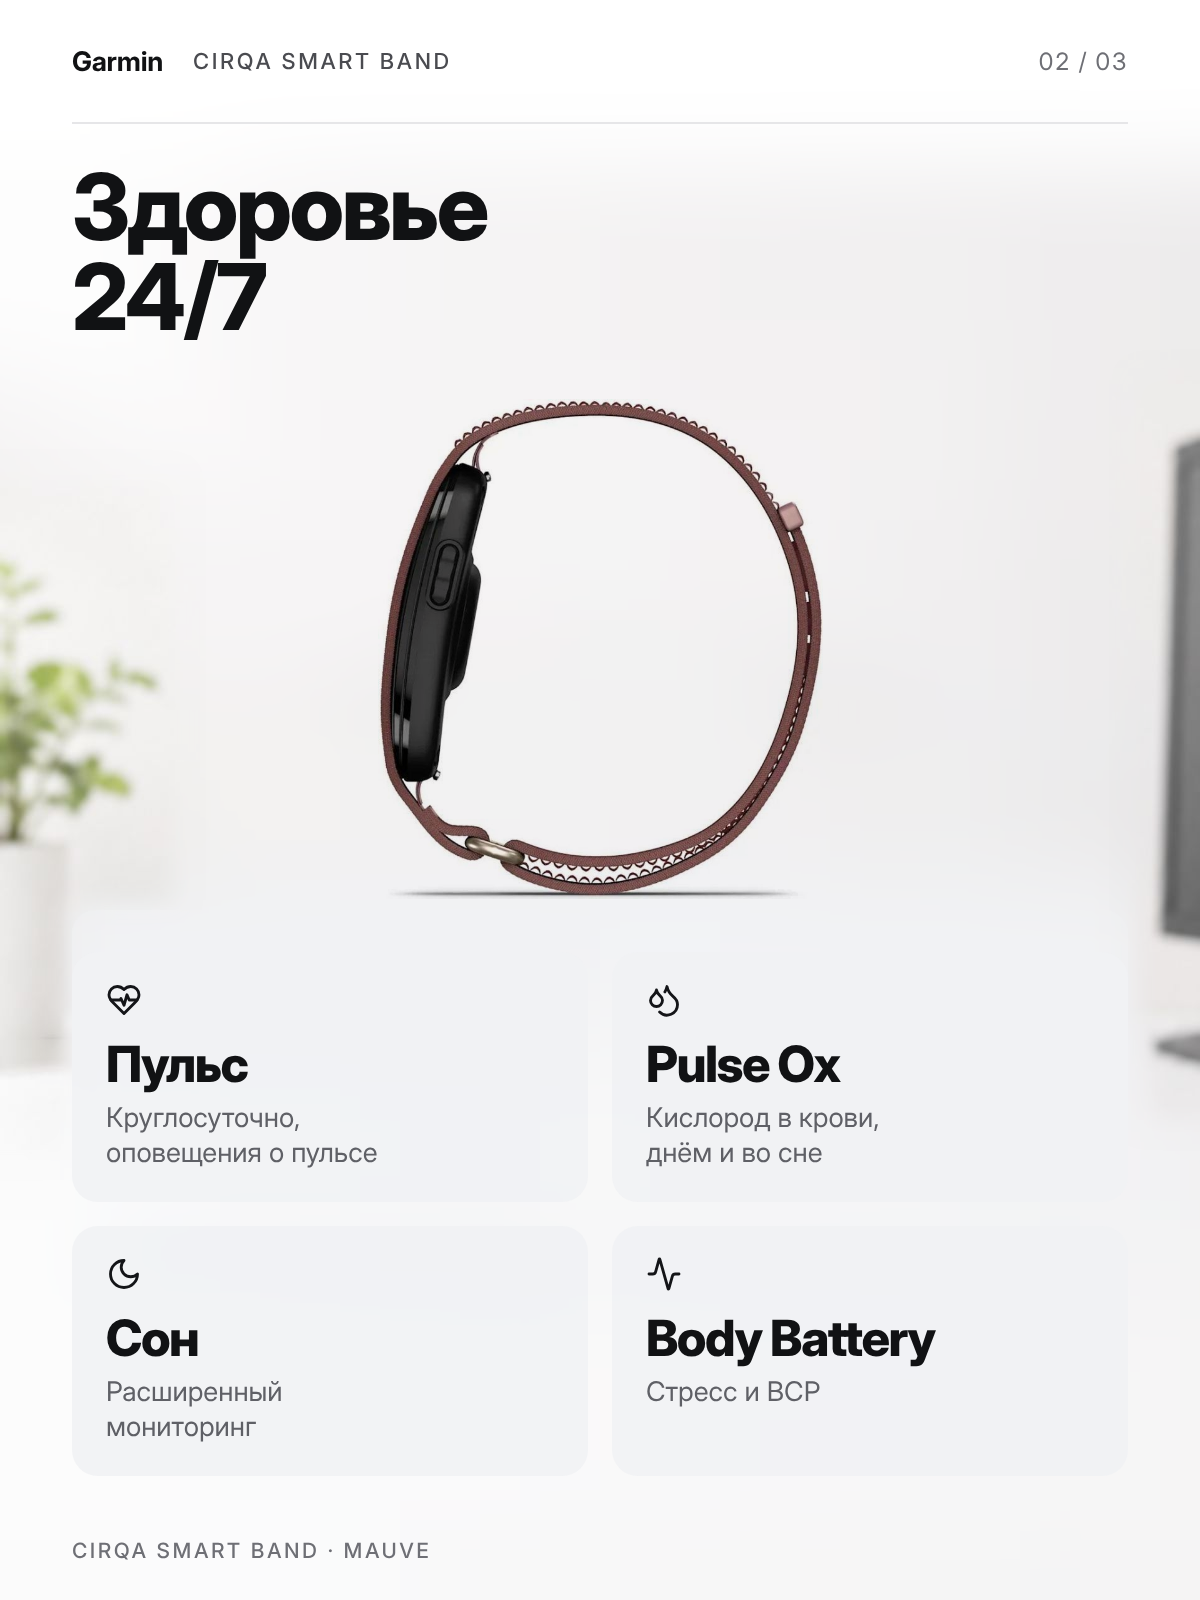 Garmin CIRQA SMART BAND 02 / 03
Здоровье
24/7
Пульс
Круглосуточно,
оповещения о пульсе
Pulse Ox
Кислород в крови,
днём и во сне
Сон
Расширенный
мониторинг
Body Battery
Стресс и ВСР
CIRQA SMART BAND · MAUVE